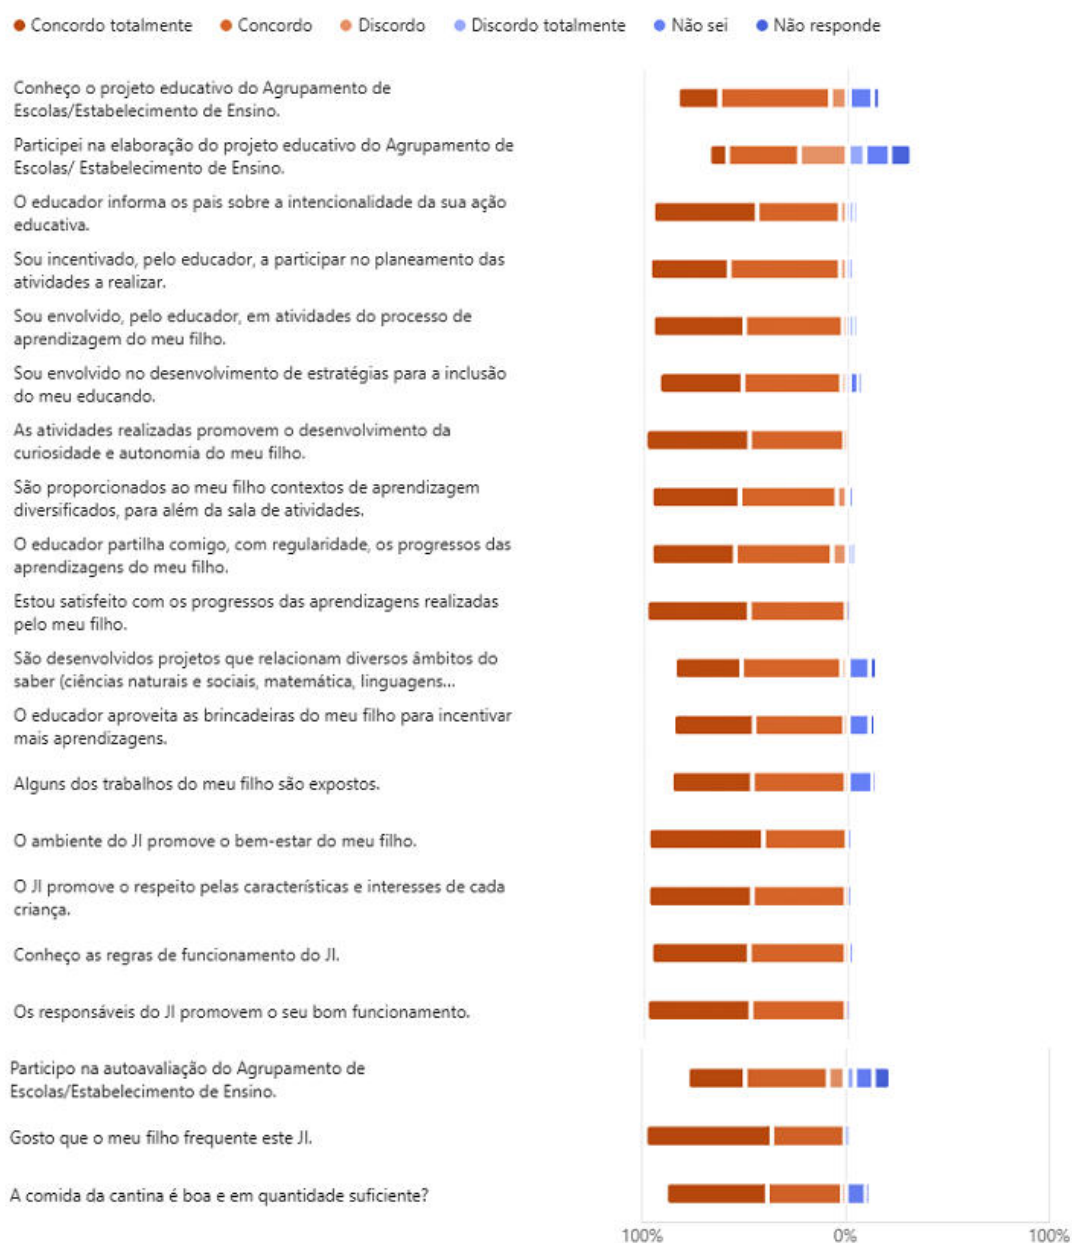 Concordo totalmente Concordo Discordo Discordo totalmente Não sei Não responde
Conheço o projeto educativo do Agrupamento de
Escolas/Estabelecimento de Ensino.
Participei na elaboração do projeto educativo do Agrupamento de
Escolas/ Estabelecimento de Ensino.
O educador informa os pais sobre a intencionalidade da sua ação
educativa.
Sou incentivado, pelo educador, a participar no planeamento das
atividades a realizar.
Sou envolvido, pelo educador, em atividades do processo de
aprendizagem do meu filho.
Sou envolvido no desenvolvimento de estratégias para a inclusão
do meu educando.
As atividades realizadas promovem o desenvolvimento da
curiosidade e autonomia do meu filho.
São proporcionados ao meu filho contextos de aprendizagem
diversificados, para além da sala de atividades.
O educador partilha comigo, com regularidade, os progressos das
aprendizagens do meu filho.
Estou satisfeito com os progressos das aprendizagens realizadas
pelo meu filho.
São desenvolvidos projetos que relacionam diversos âmbitos do
saber (ciências naturais e sociais, matemática, linguagens...
O educador aproveita as brincadeiras do meu filho para incentivar
mais aprendizagens.
Alguns dos trabalhos do meu filho são expostos.
O ambiente do JI promove o bem-estar do meu filho.
O JI promove o respeito pelas características e interesses de cada
criança.
Conheço as regras de funcionamento do JI.
Os responsáveis do JI promovem o seu bom funcionamento.
Participo na autoavaliação do Agrupamento de
Escolas/Estabelecimento de Ensino.
Gosto que o meu filho frequente este JI.
A comida da cantina é boa e em quantidade suficiente?
100% 0% 100%